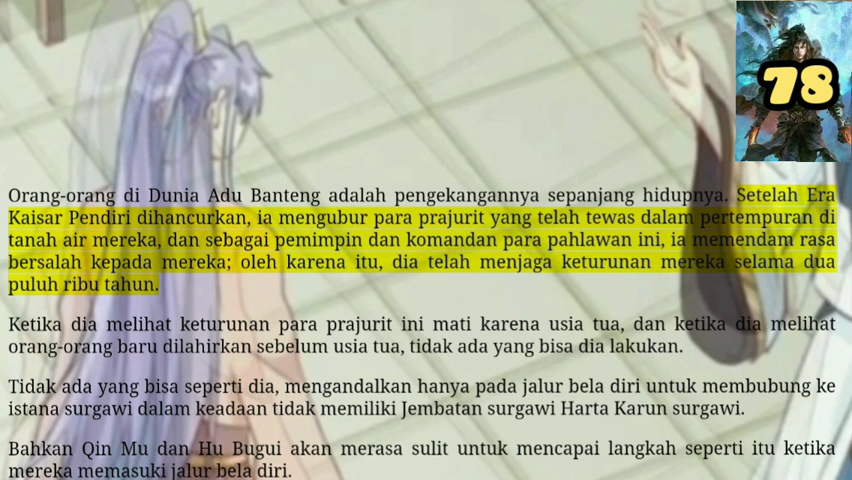 78
Orang-orang di Dunia Adu Banteng adalah pengekangannya sepanjang hidupnya. Setelah Era
Kaisar Pendiri dihancurkan, ia mengubur para prajurit yang telah tewas dalam pertempuran di
tanah air mereka, dan sebagai pemimpin dan komandan para pahlawan ini, ia memendam rasa
bersalah kepada mereka; oleh karena itu, dia telah menjaga keturunan mereka selama dua
puluh ribu tahun.
Ketika dia melihat keturunan para prajurit ini mati karena usia tua, dan ketika dia melihat
orang-orang baru dilahirkan sebelum usia tua, tidak ada yang bisa dia lakukan.
Tidak ada yang bisa seperti dia, mengandalkan hanya pada jalur bela diri untuk membubung ke
istana surgawi dalam keadaan tidak memiliki Jembatan surgawi Harta Karun surgawi.
Bahkan Qin Mu dan Hu Bugui akan merasa sulit untuk mencapai langkah seperti itu ketika
mereka memasuki jalur bela diri.